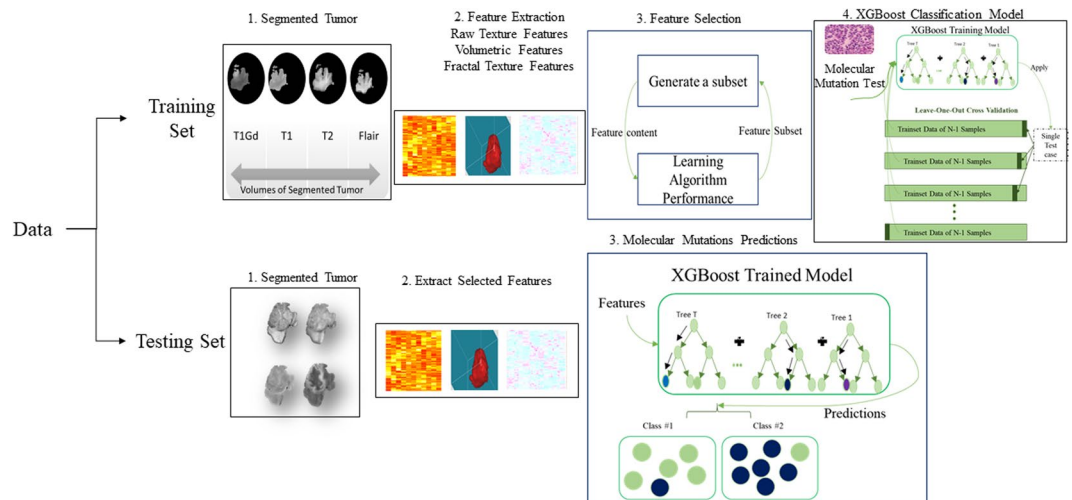 Data
Training
Set
1. Segmented Tumor
T1Gd T1 T2 Flair
Volumes of Segmented Tumor
2. Feature Extraction
Raw Texture Features
Volumetric Features
Fractal Texture Features
3. Feature Selection
Generate a subset
Feature content
Feature Subset
Learning
Algorithm
Performance
4. XGBoost Classification Model
XGBoost Training Model
Tree T
Tree 2
Tree 1
...
Molecular
Mutation Test
Apply
Leave-One-Out Cross Validation
Trainset Data of N-1 Samples
Trainset Data of N-1 Samples
Trainset Data of N-1 Samples
Trainset Data of N-1 Samples
Single
Test
case
Testing Set
1. Segmented Tumor
2. Extract Selected Features
3. Molecular Mutations Predictions
XGBoost Trained Model
Features
Tree T
Tree 2
Tree 1
...
Predictions
Class #1
Class #2